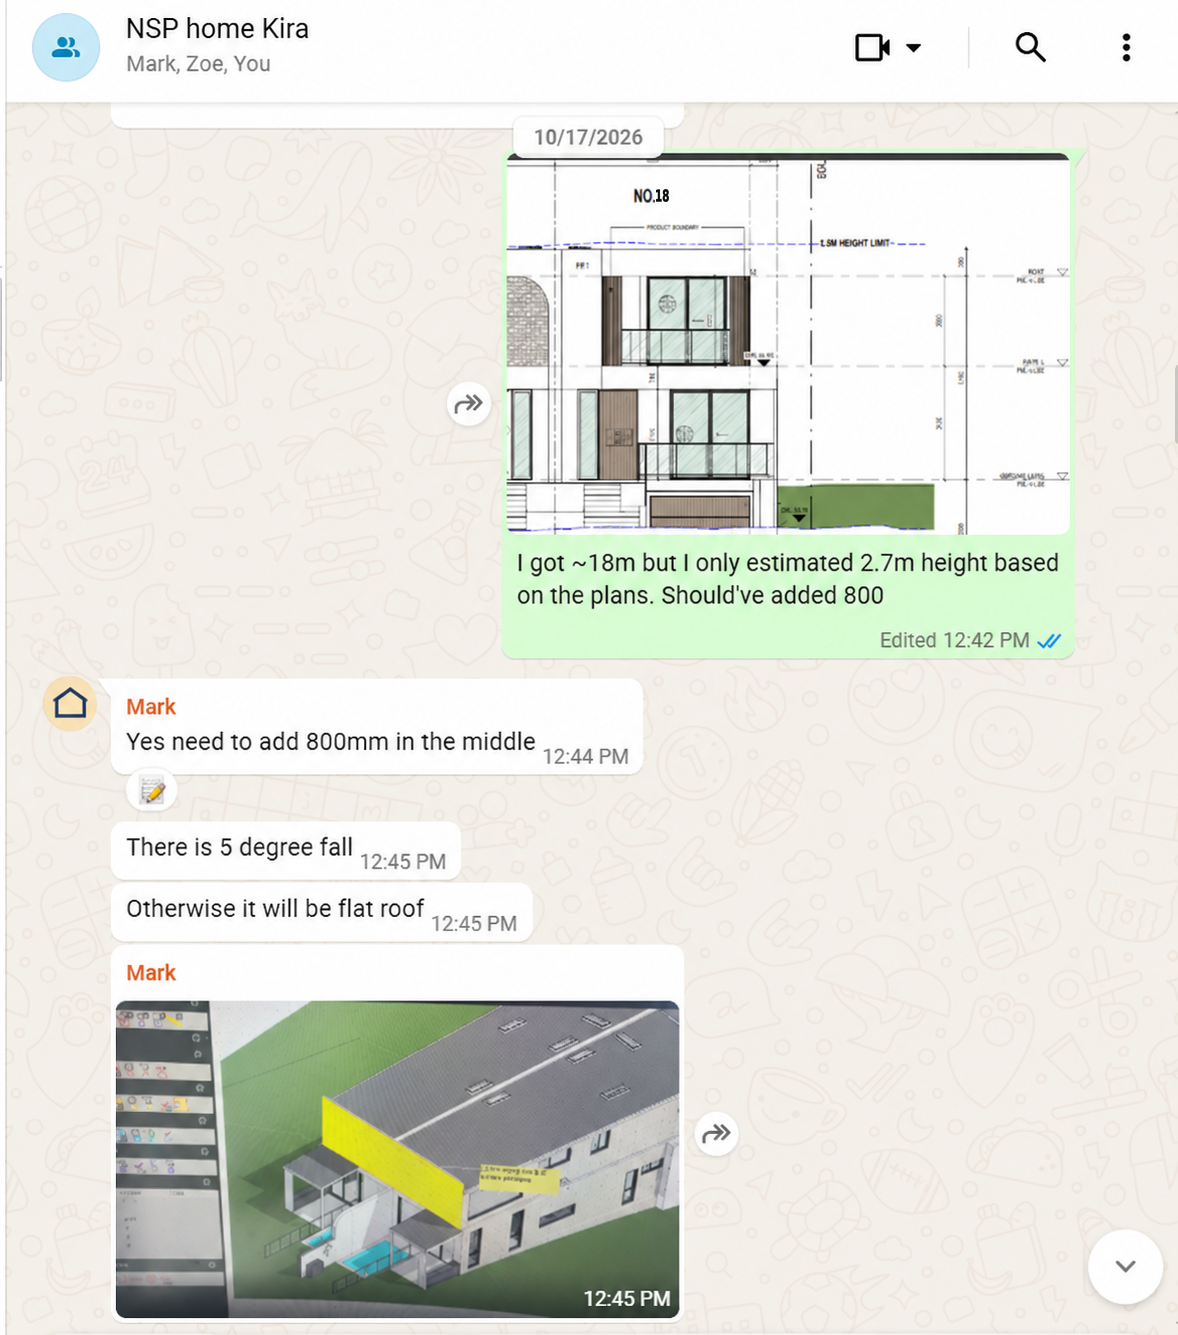 NSP home Kira
Mark, Zoe, You
10/17/2026
NO.18
PRODUCT BOUNDARY
HEIGHT LIMIT
I got ~18m but I only estimated 2.7m height based
on the plans. Should've added 800
Edited 12:42 PM
Mark
Yes need to add 800mm in the middle
12:44 PM
There is 5 degree fall
12:45 PM
Otherwise it will be flat roof
12:45 PM
Mark
12:45 PM